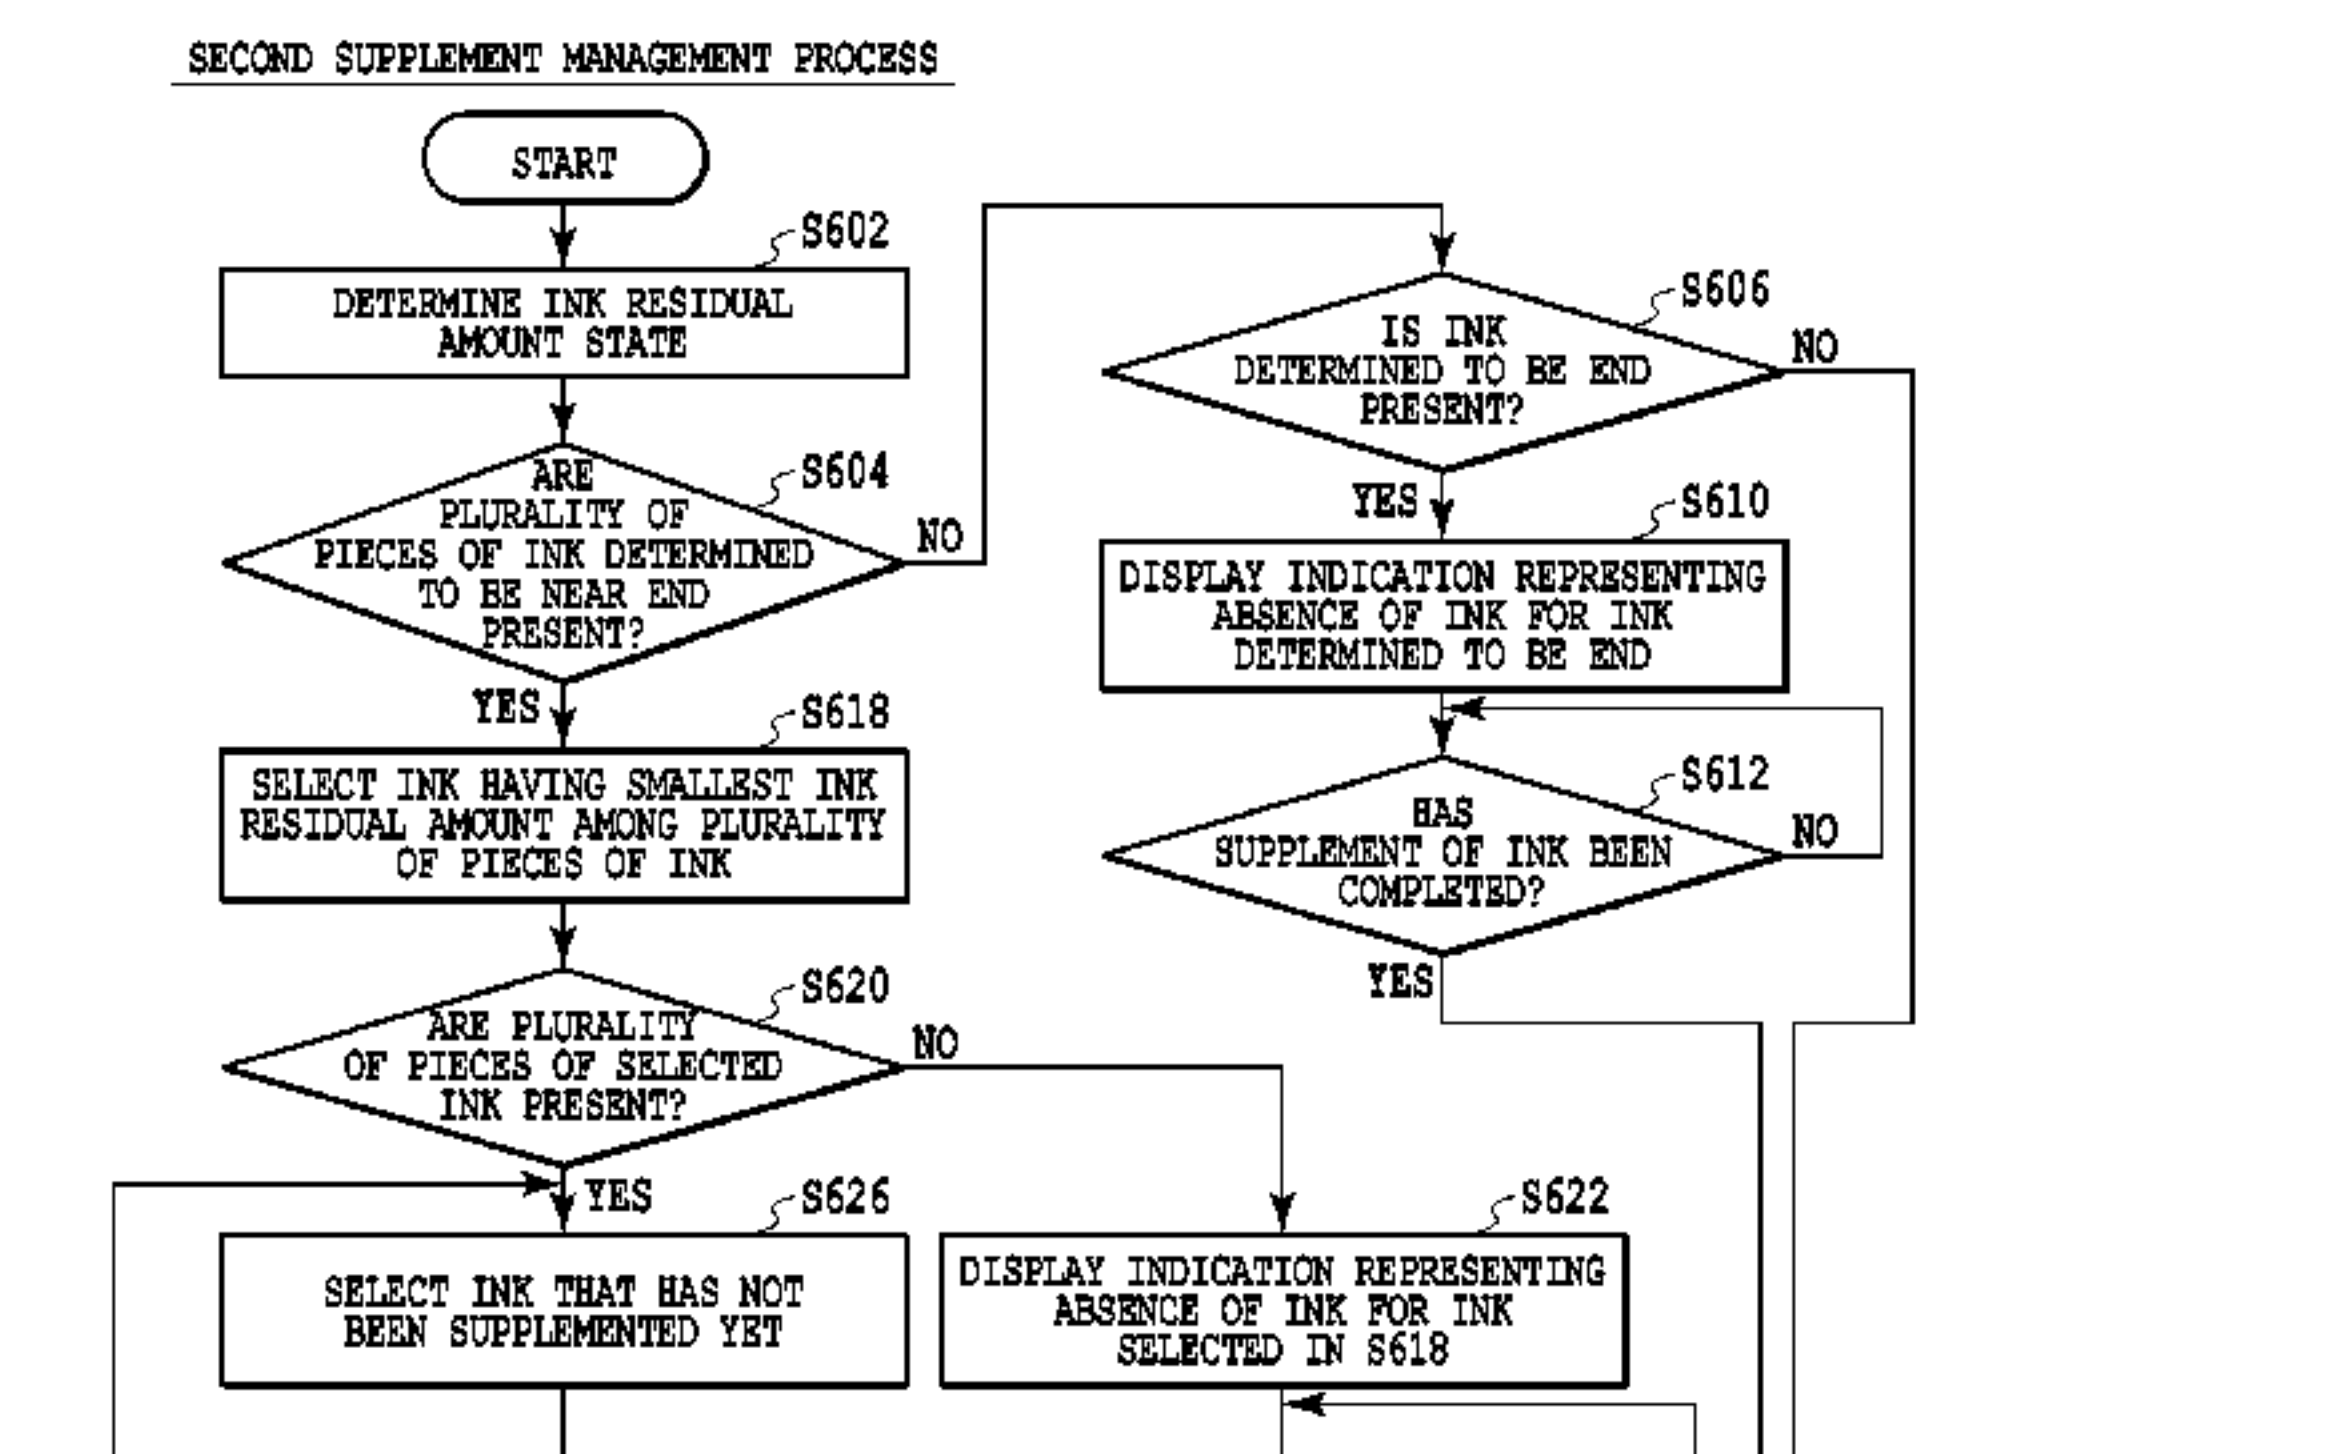 SECOND SUPPLEMENT MANAGEMENT PROCESS
START
S602
DETERMINE INK RESIDUAL
AMOUNT STATE
S604
ARE
PLURALITY OF
PIECES OF INK DETERMINED
TO BE NEAR END
PRESENT?
NO
YES
S606
IS INK
DETERMINED TO BE END
PRESENT?
NO
YES
S610
DISPLAY INDICATION REPRESENTING
ABSENCE OF INK FOR INK
DETERMINED TO BE END
S612
HAS
SUPPLEMENT OF INK BEEN
COMPLETED?
NO
YES
S618
SELECT INK HAVING SMALLEST INK
RESIDUAL AMOUNT AMONG PLURALITY
OF PIECES OF INK
S620
ARE PLURALITY
OF PIECES OF SELECTED
INK PRESENT?
NO
YES
S626
SELECT INK THAT HAS NOT
BEEN SUPPLEMENTED YET
S622
DISPLAY INDICATION REPRESENTING
ABSENCE OF INK FOR INK
SELECTED IN S618